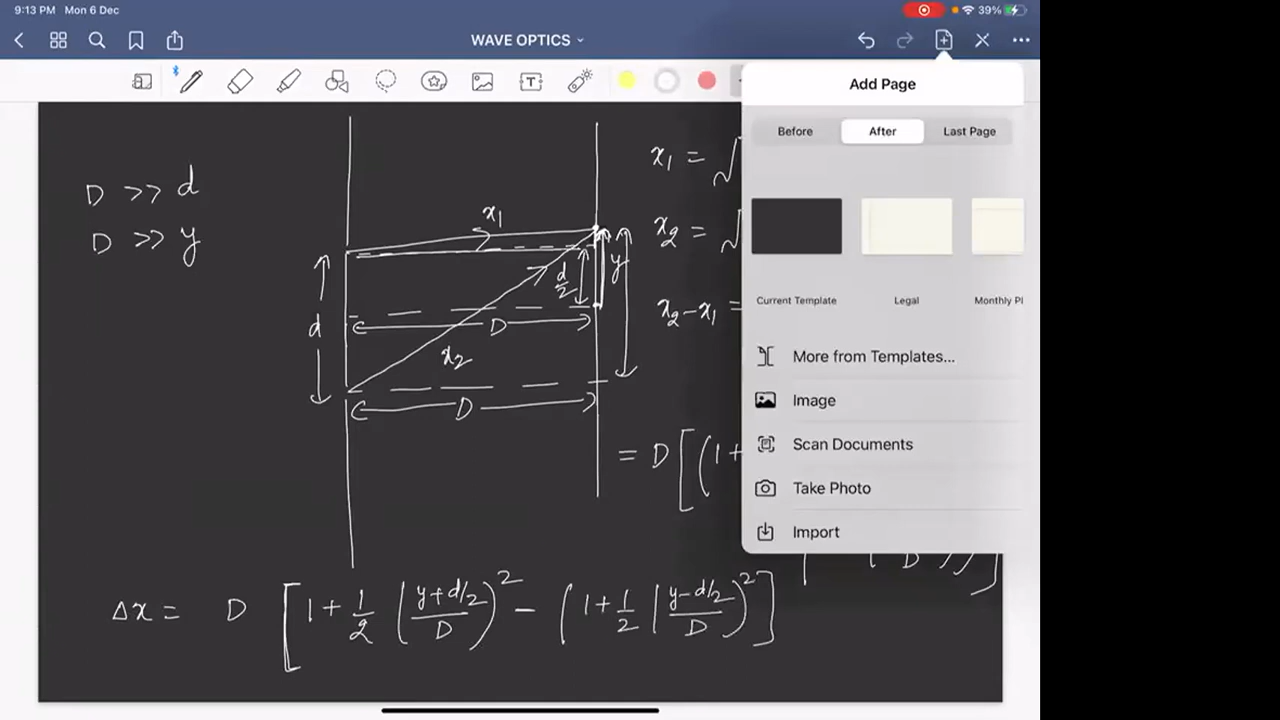 9:13 PM Mon 6 Dec
39%
WAVE OPTICS
T
Add Page
Before After Last Page
Current Template Legal Monthly Pl
More from Templates...
Image
Scan Documents
Take Photo
Import
D >> d
D >> y
x₁
d/2
y
D
d
x₂
D
x₁ = √
x₂ = √
x₂ - x₁ =
= D [ ( 1 +
D ) ) ]
Δx = D [ 1 + 1/2 ( (y + d/2)/D )² - ( 1 + 1/2 ( (y - d/2)/D )² ]